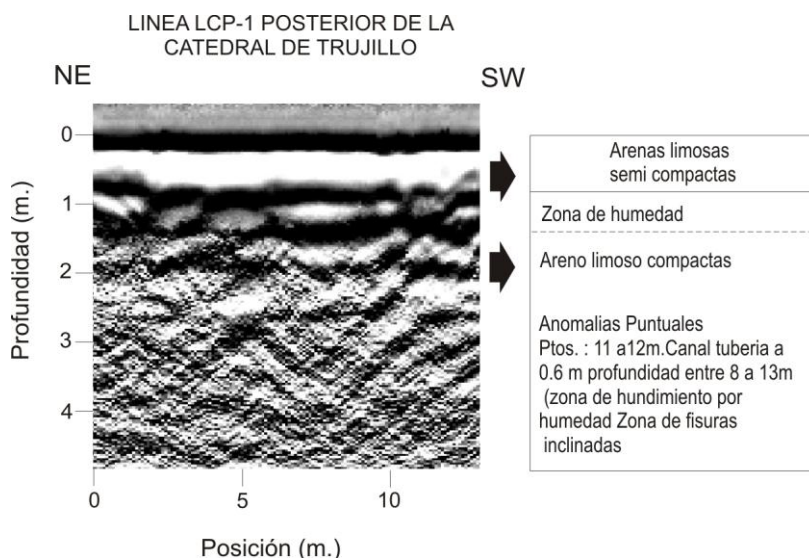 LINEA LCP-1 POSTERIOR DE LA
CATEDRAL DE TRUJILLO
NE
SW
Profundidad (m.)
0
1
2
3
4
0
5
10
Posición (m.)
Arenas limosas
semi compactas
Zona de humedad
Areno limoso compactas
Anomalias Puntuales
Ptos. : 11 a12m.Canal tuberia a
0.6 m profundidad entre 8 a 13m
(zona de hundimiento por
humedad Zona de fisuras
inclinadas